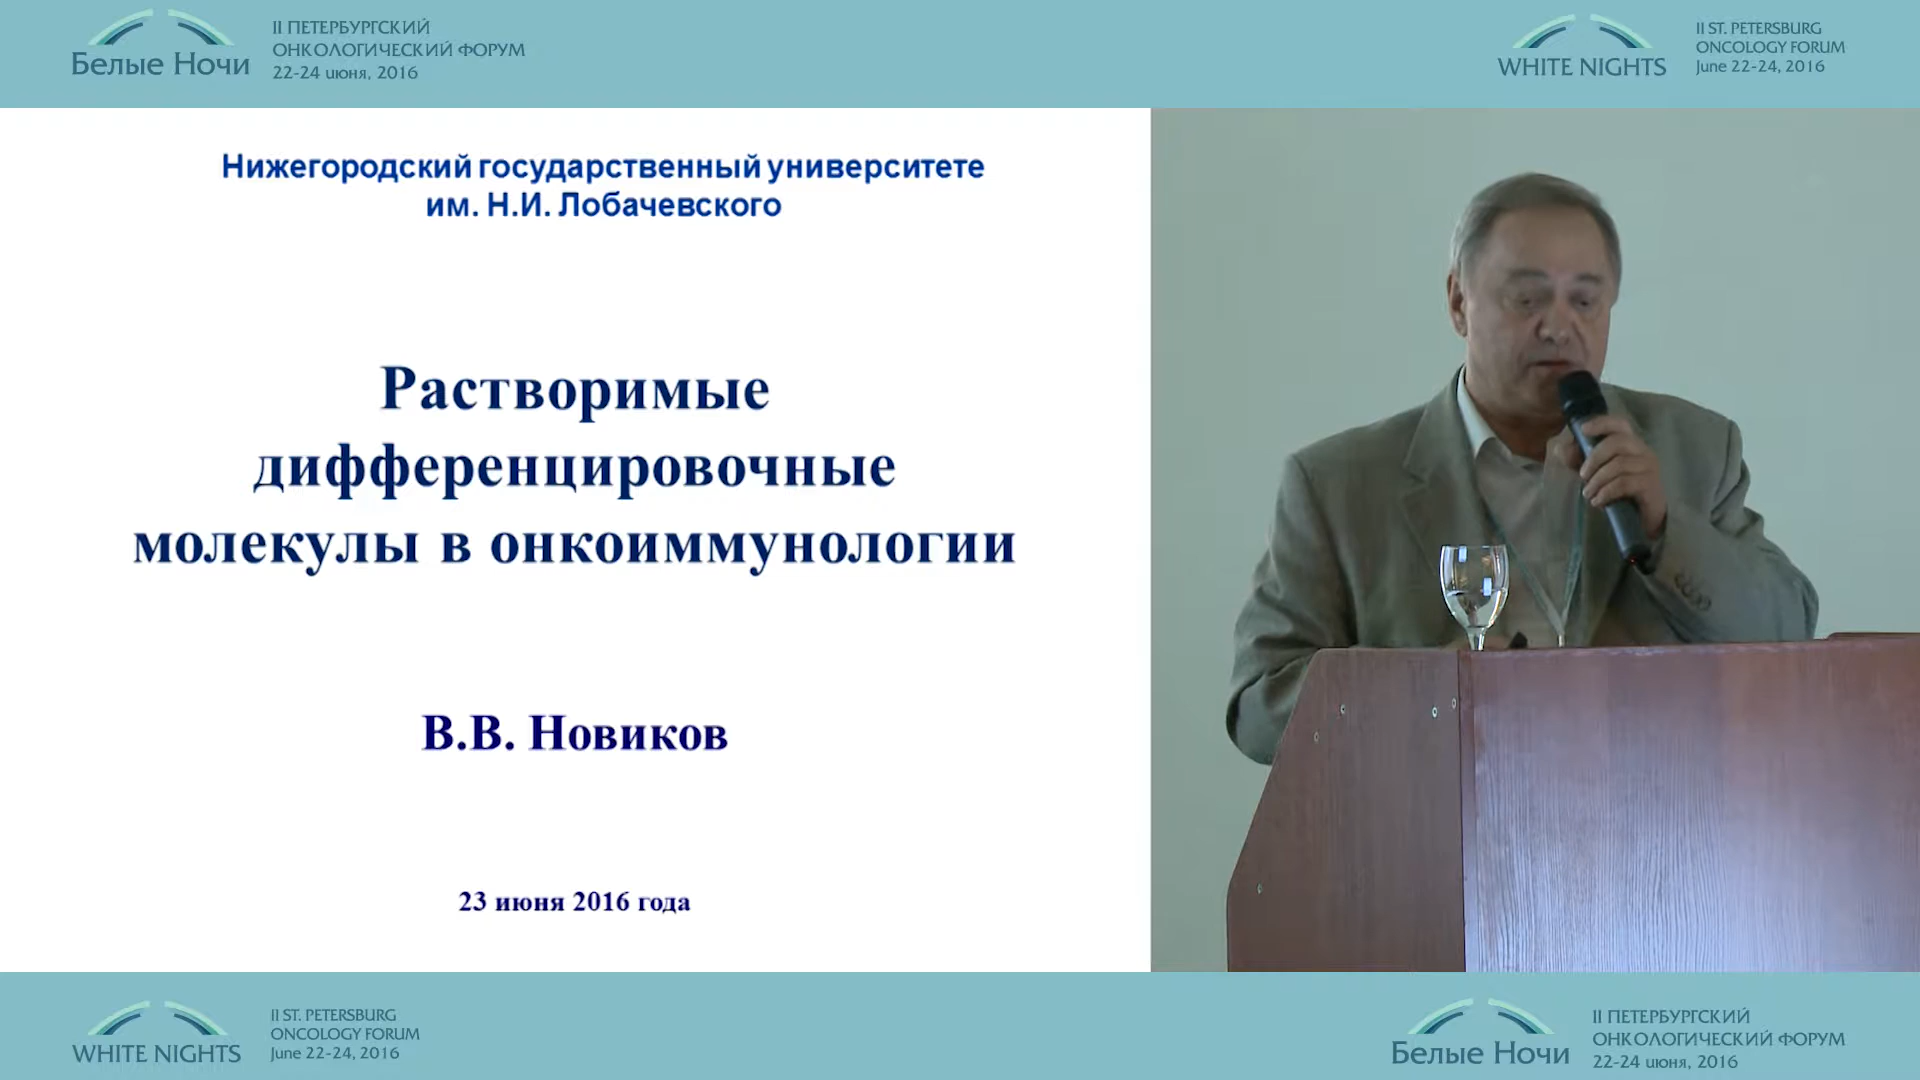 Белые Ночи
II ПЕТЕРБУРГСКИЙ
ОНКОЛОГИЧЕСКИЙ ФОРУМ
22-24 июня, 2016
WHITE NIGHTS
II ST. PETERSBURG
ONCOLOGY FORUM
June 22-24, 2016
Нижегородский государственный университете
им. Н.И. Лобачевского
Растворимые
дифференцировочные
молекулы в онкоиммунологии
В.В. Новиков
23 июня 2016 года
WHITE NIGHTS
II ST. PETERSBURG
ONCOLOGY FORUM
June 22-24, 2016
Белые Ночи
II ПЕТЕРБУРГСКИЙ
ОНКОЛОГИЧЕСКИЙ ФОРУМ
22-24 июня, 2016